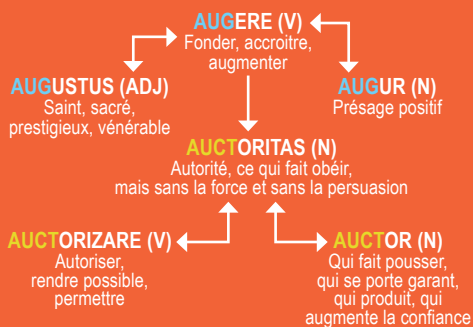 AUGERE (V)
Fonder, accroitre,
augmenter
AUGUSTUS (ADJ)
Saint, sacré,
prestigieux, vénérable
AUGUR (N)
Présage positif
AUCTORITAS (N)
Autorité, ce qui fait obéir,
mais sans la force et sans la persuasion
AUCTORIZARE (V)
Autoriser,
rendre possible,
permettre
AUCTOR (N)
Qui fait pousser,
qui se porte garant,
qui produit, qui
augmente la confiance